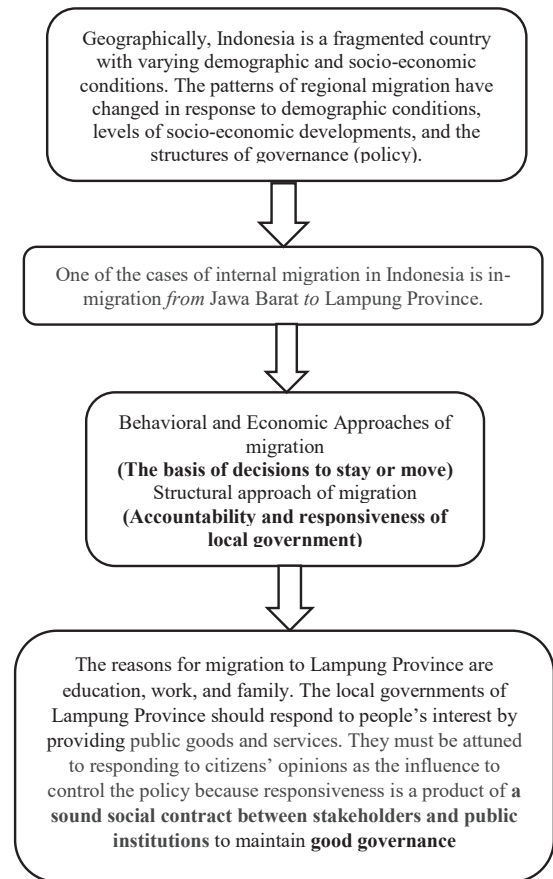 Geographically, Indonesia is a fragmented country
with varying demographic and socio-economic
conditions. The patterns of regional migration have
changed in response to demographic conditions,
levels of socio-economic developments, and the
structures of governance (policy).
One of the cases of internal migration in Indonesia is in-
migration from Jawa Barat to Lampung Province.
Behavioral and Economic Approaches of
migration
(The basis of decisions to stay or move)
Structural approach of migration
(Accountability and responsiveness of
local government)
The reasons for migration to Lampung Province are
education, work, and family. The local governments of
Lampung Province should respond to people’s interest by
providing public goods and services. They must be attuned
to responding to citizens’ opinions as the influence to
control the policy because responsiveness is a product of a
sound social contract between stakeholders and public
institutions to maintain good governance